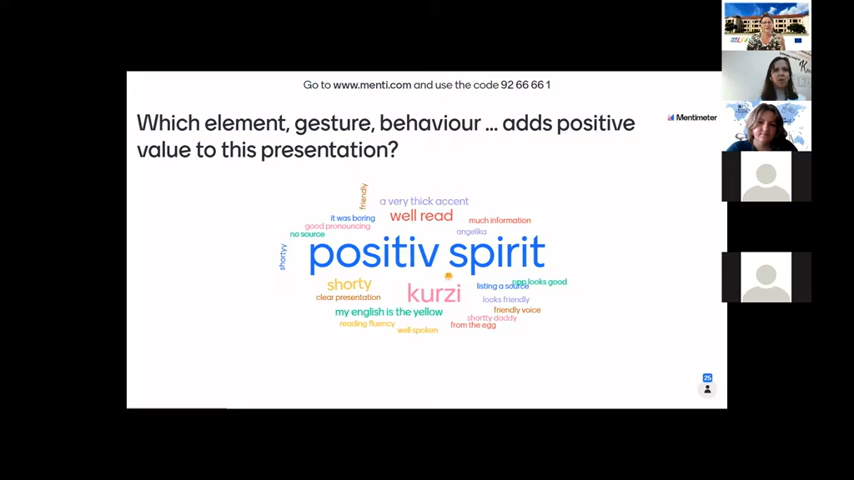 Go to www.menti.com and use the code 92 66 66 1
Mentimeter
Which element, gesture, behaviour ... adds positive
value to this presentation?
friendly
a very thick accent
it was boring
well read
much information
good pronouncing
no source
angelika
shortyy
positiv spirit
shorty
kurzi
listing a source
ppp looks good
clear presentation
looks friendly
my english is the yellow
friendly voice
shortty daddy
reading fluency
well spoken
from the egg
25